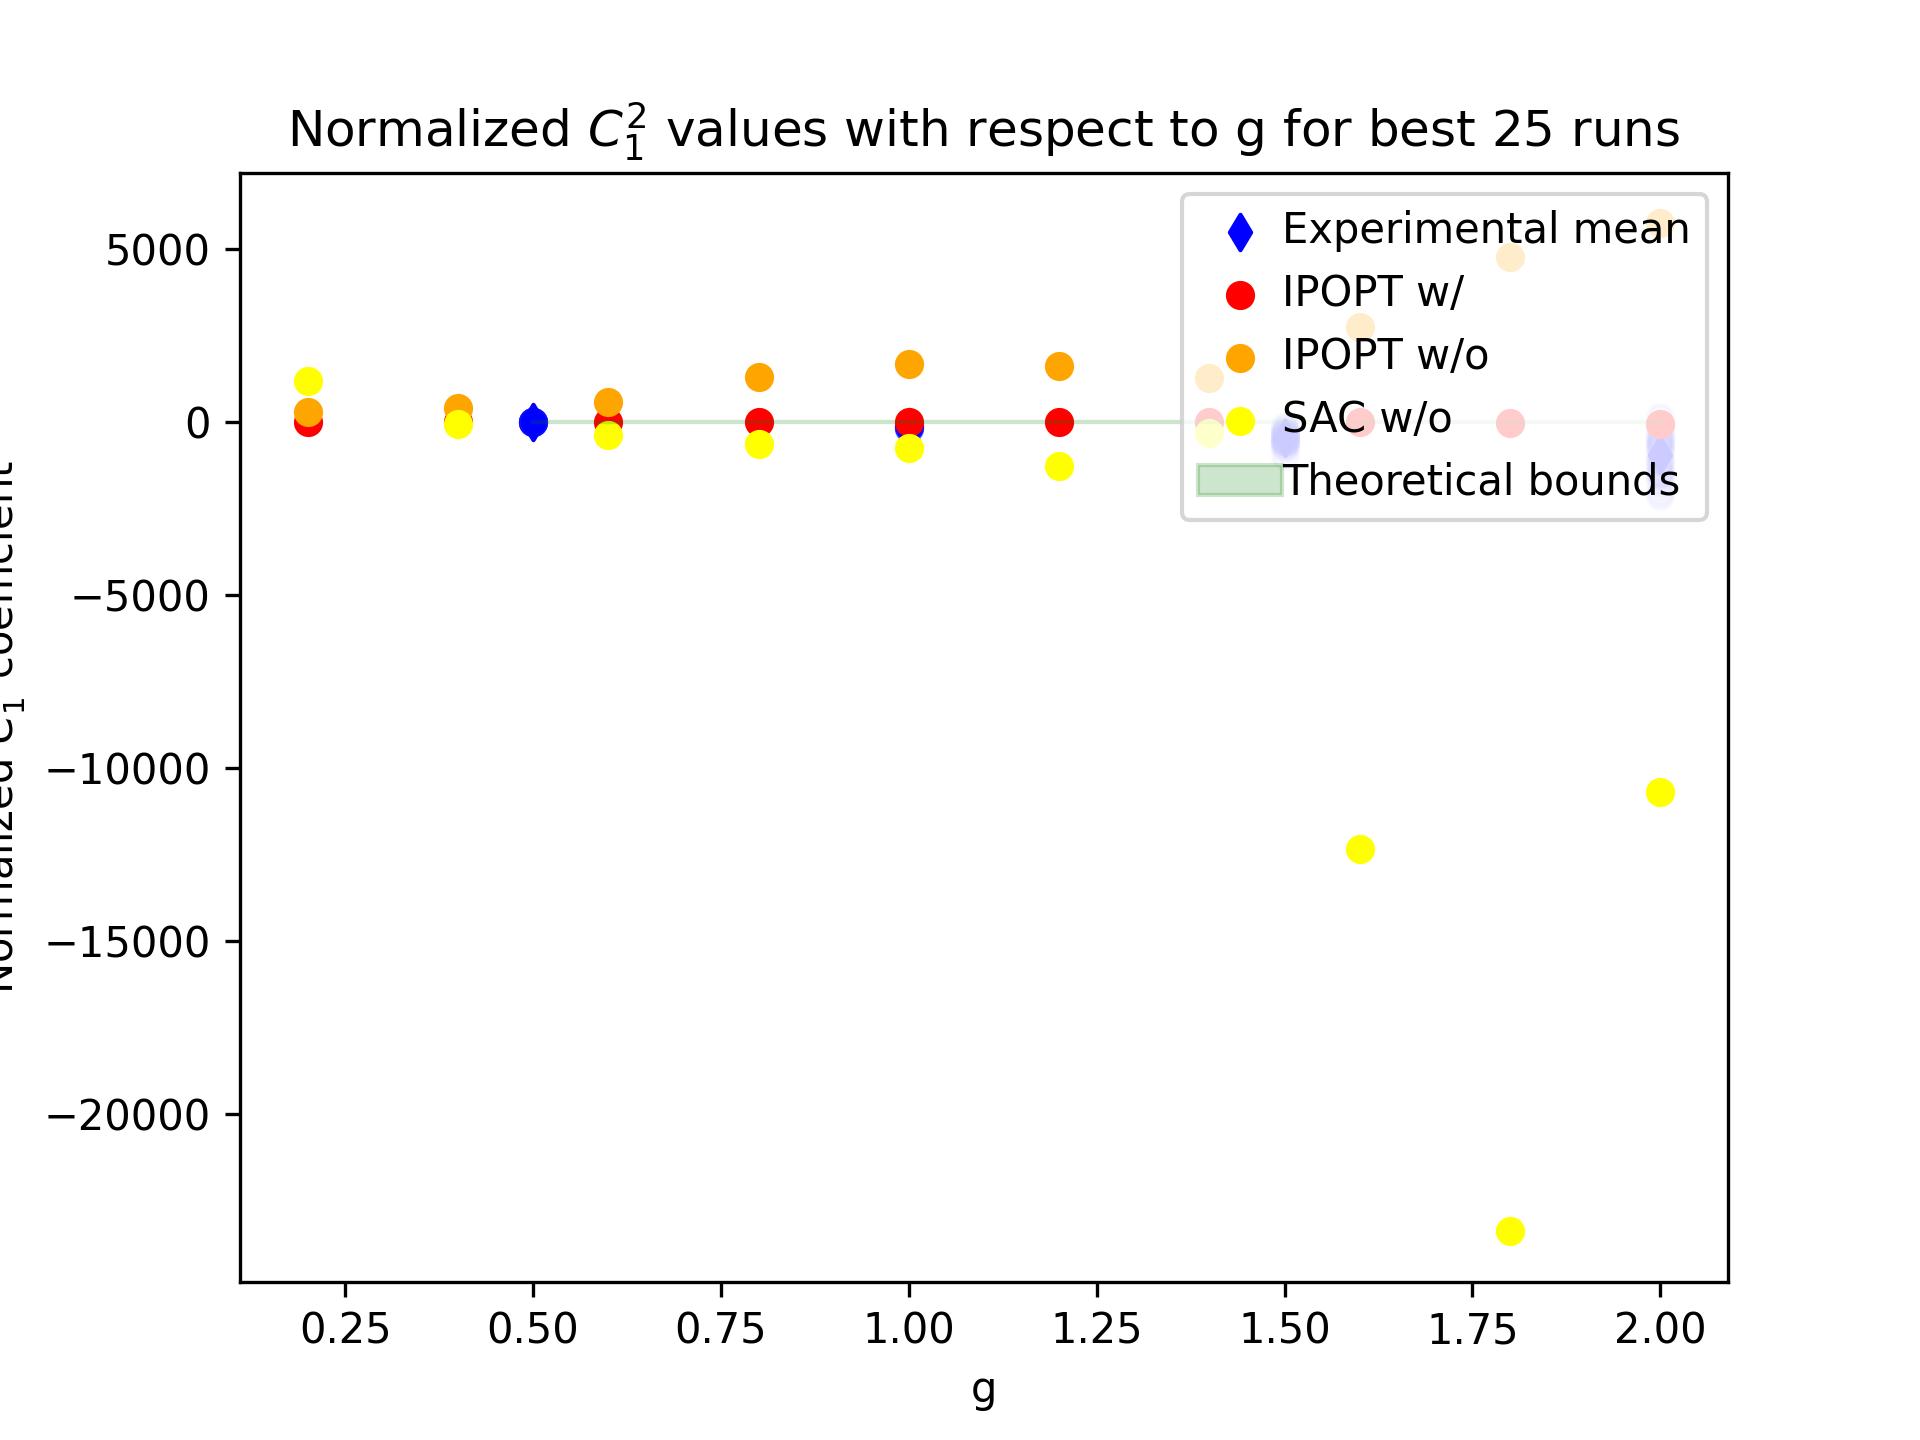 Normalized $C_1^2$ values with respect to g for best 25 runs
Experimental mean
IPOPT w/
IPOPT w/o
SAC w/o
Theoretical bounds
5000
0
−5000
−10000
−15000
−20000
0.25 0.50 0.75 1.00 1.25 1.50 1.75 2.00
g